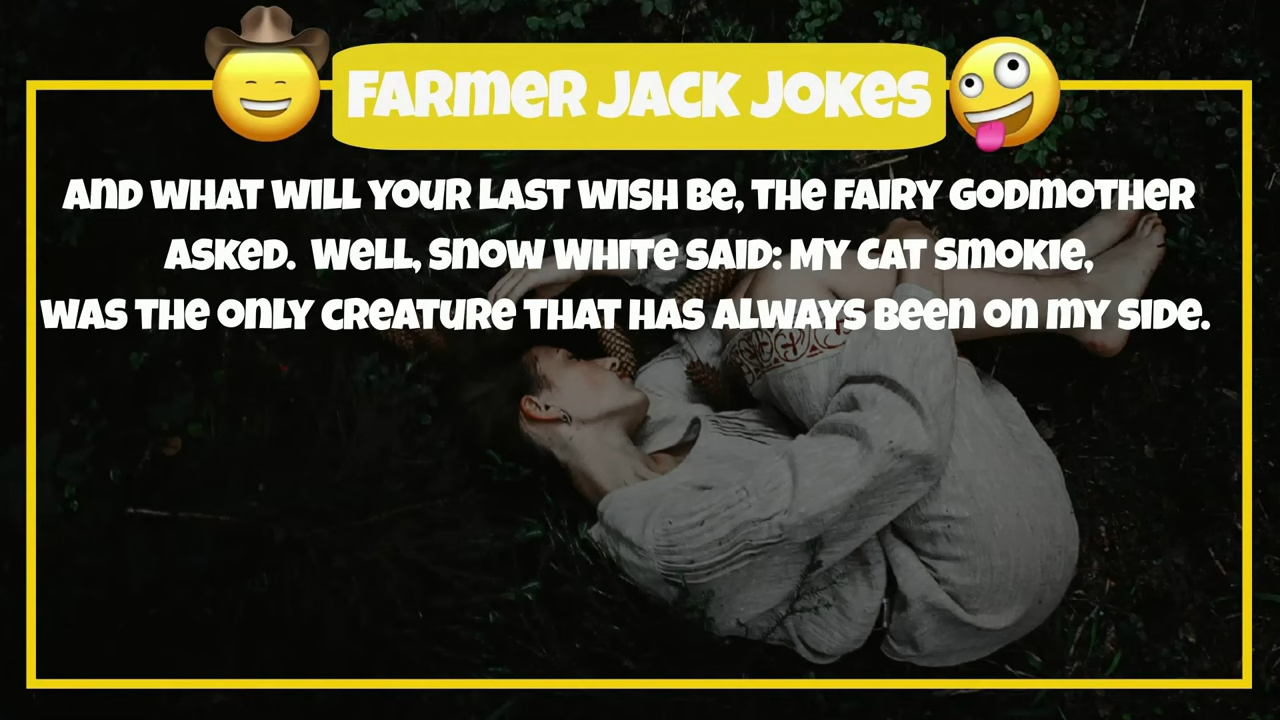 FARMER JACK JOKES
AND WHAT WILL YOUR LAST WISH BE, THE FAIRY GODMOTHER
ASKED.  WELL, SNOW WHITE SAID: MY CAT SMOKIE,
WAS THE ONLY CREATURE THAT HAS ALWAYS BEEN ON MY SIDE.